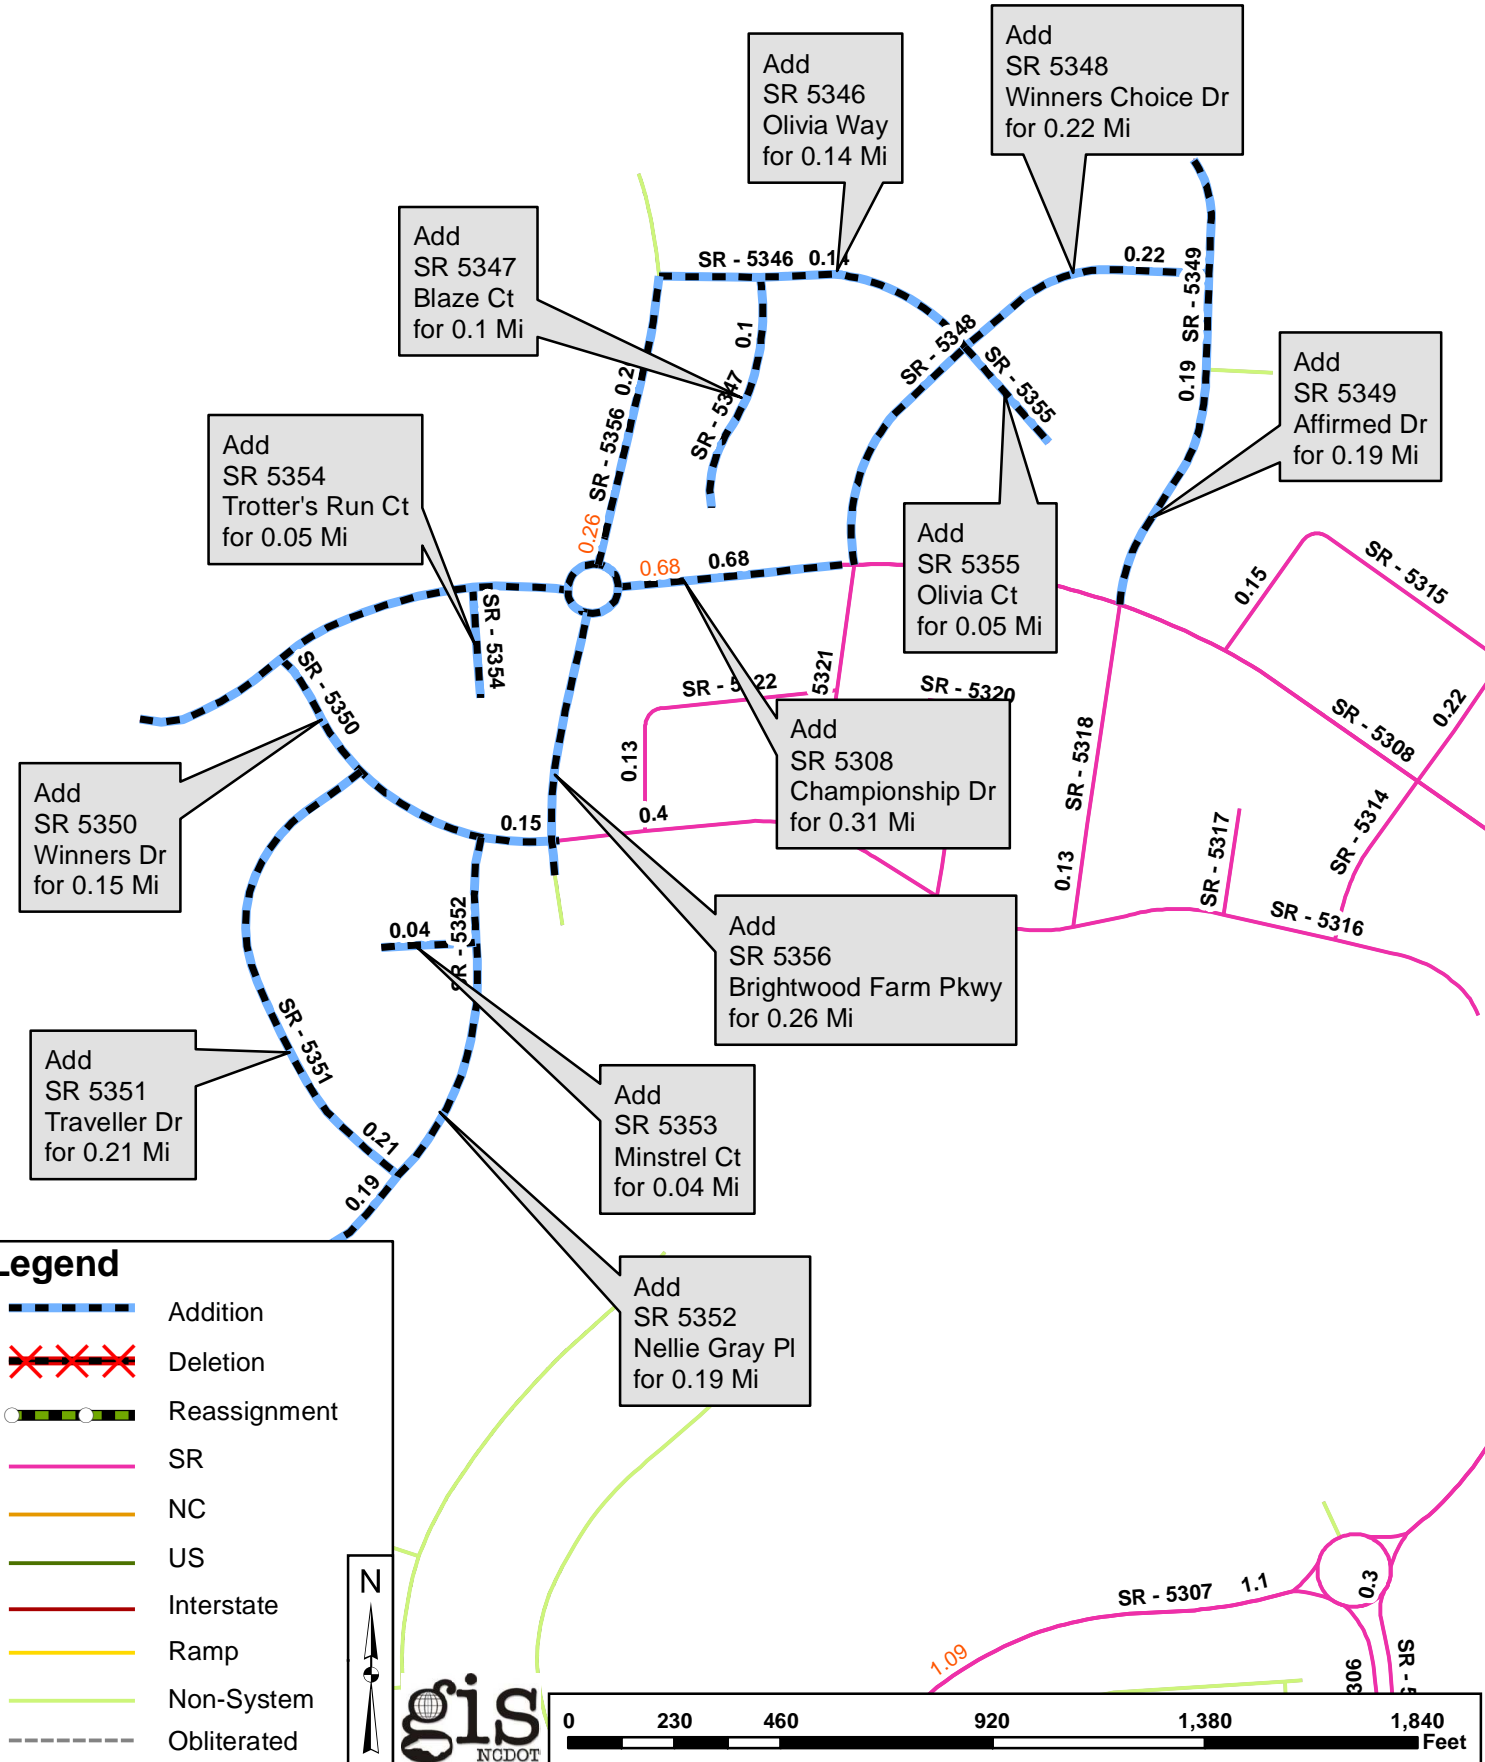 Add
SR 5348
Winners Choice Dr
for 0.22 Mi
Add
SR 5346
Olivia Way
for 0.14 Mi
Add
SR 5347
Blaze Ct
for 0.1 Mi
SR - 5346 0.14
0.22
SR - 5349
0.19
0.1
SR - 5347
SR - 5348
SR - 5355
Add
SR 5349
Affirmed Dr
for 0.19 Mi
SR - 5356
0.26
Add
SR 5354
Trotter's Run Ct
for 0.05 Mi
0.68
0.68
Add
SR 5355
Olivia Ct
for 0.05 Mi
0.15
SR - 5315
SR - 5354
SR - 5350
5321
SR - 5322
SR - 5320
0.22
SR - 5308
SR - 5318
0.13
Add
SR 5308
Championship Dr
for 0.31 Mi
Add
SR 5350
Winners Dr
for 0.15 Mi
0.15
0.4
SR - 5314
SR - 5317
0.13
SR - 5316
Add
SR 5356
Brightwood Farm Pkwy
for 0.26 Mi
0.04
SR - 5352
SR - 5351
Add
SR 5351
Traveller Dr
for 0.21 Mi
Add
SR 5353
Minstrel Ct
for 0.04 Mi
0.21
0.19
Add
SR 5352
Nellie Gray Pl
for 0.19 Mi
Legend
Addition
Deletion
Reassignment
SR
NC
US
Interstate
Ramp
Non-System
Obliterated
N
gis
NCDOT
SR - 5307 1.1
0.3
1.09
306
SR - 5
0 230 460 920 1,380 1,840
Feet